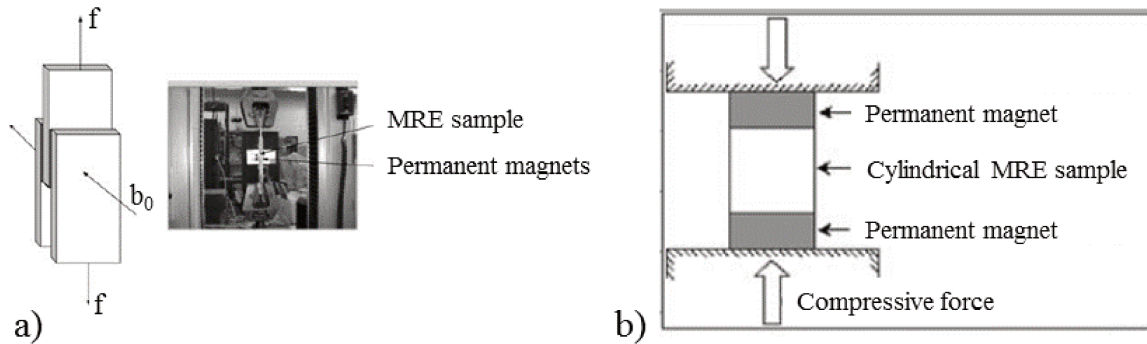 f
b0
f
a)
MRE sample
Permanent magnets
Permanent magnet
Cylindrical MRE sample
Permanent magnet
Compressive force
b)